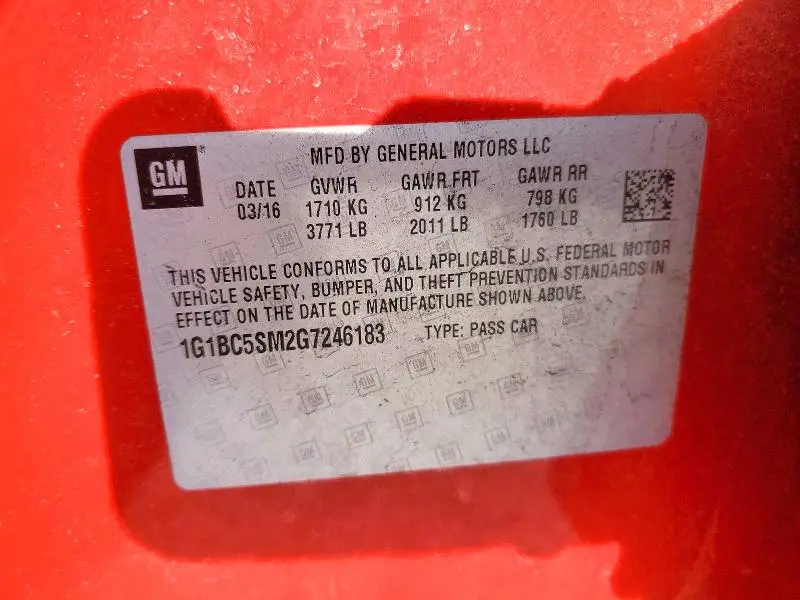 GM ® MFD BY GENERAL MOTORS LLC
DATE GVWR GAWR FRT GAWR RR
03/16 1710 KG 912 KG 798 KG
3771 LB 2011 LB 1760 LB
THIS VEHICLE CONFORMS TO ALL APPLICABLE U.S. FEDERAL MOTOR
VEHICLE SAFETY, BUMPER, AND THEFT PREVENTION STANDARDS IN
EFFECT ON THE DATE OF MANUFACTURE SHOWN ABOVE.
1G1BC5SM2G7246183 TYPE: PASS CAR